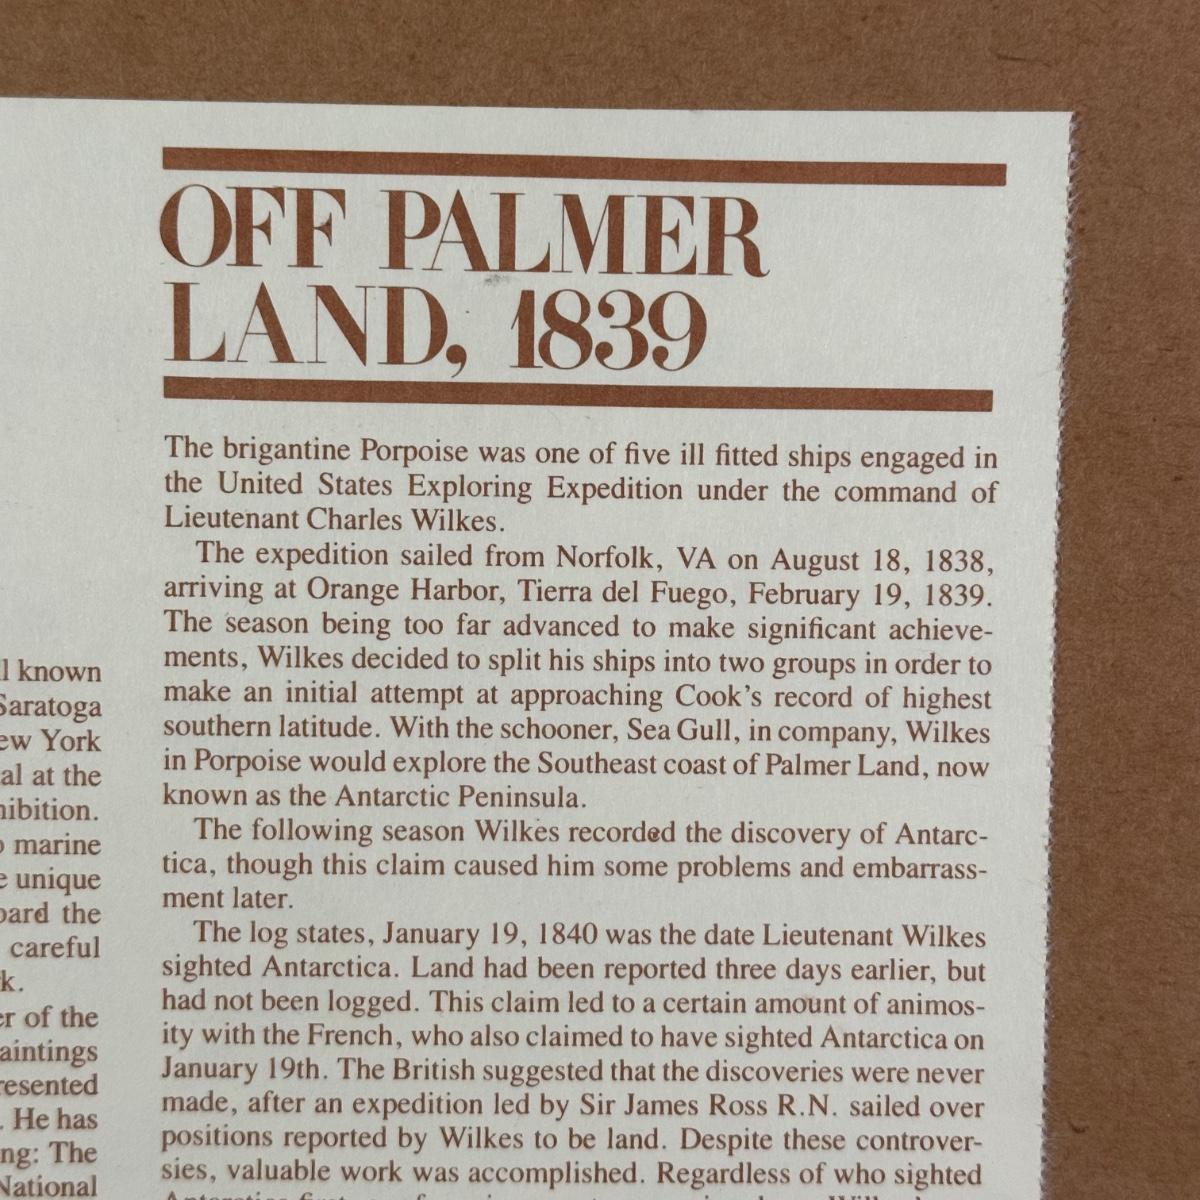 OFF PALMER
LAND, 1839
The brigantine Porpoise was one of five ill fitted ships engaged in
the United States Exploring Expedition under the command of
Lieutenant Charles Wilkes.
The expedition sailed from Norfolk, VA on August 18, 1838,
arriving at Orange Harbor, Tierra del Fuego, February 19, 1839.
The season being too far advanced to make significant achieve-
ments, Wilkes decided to split his ships into two groups in order to
make an initial attempt at approaching Cook's record of highest
southern latitude. With the schooner, Sea Gull, in company, Wilkes
in Porpoise would explore the Southeast coast of Palmer Land, now
known as the Antarctic Peninsula.
The following season Wilkes recorded the discovery of Antarc-
tica, though this claim caused him some problems and embarrass-
ment later.
The log states, January 19, 1840 was the date Lieutenant Wilkes
sighted Antarctica. Land had been reported three days earlier, but
had not been logged. This claim led to a certain amount of animos-
ity with the French, who also claimed to have sighted Antarctica on
January 19th. The British suggested that the discoveries were never
made, after an expedition led by Sir James Ross R.N. sailed over
positions reported by Wilkes to be land. Despite these controver-
sies, valuable work was accomplished. Regardless of who sighted
known
Saratoga
York
at the
marine
unique
the
careful
of the
He has
The
National